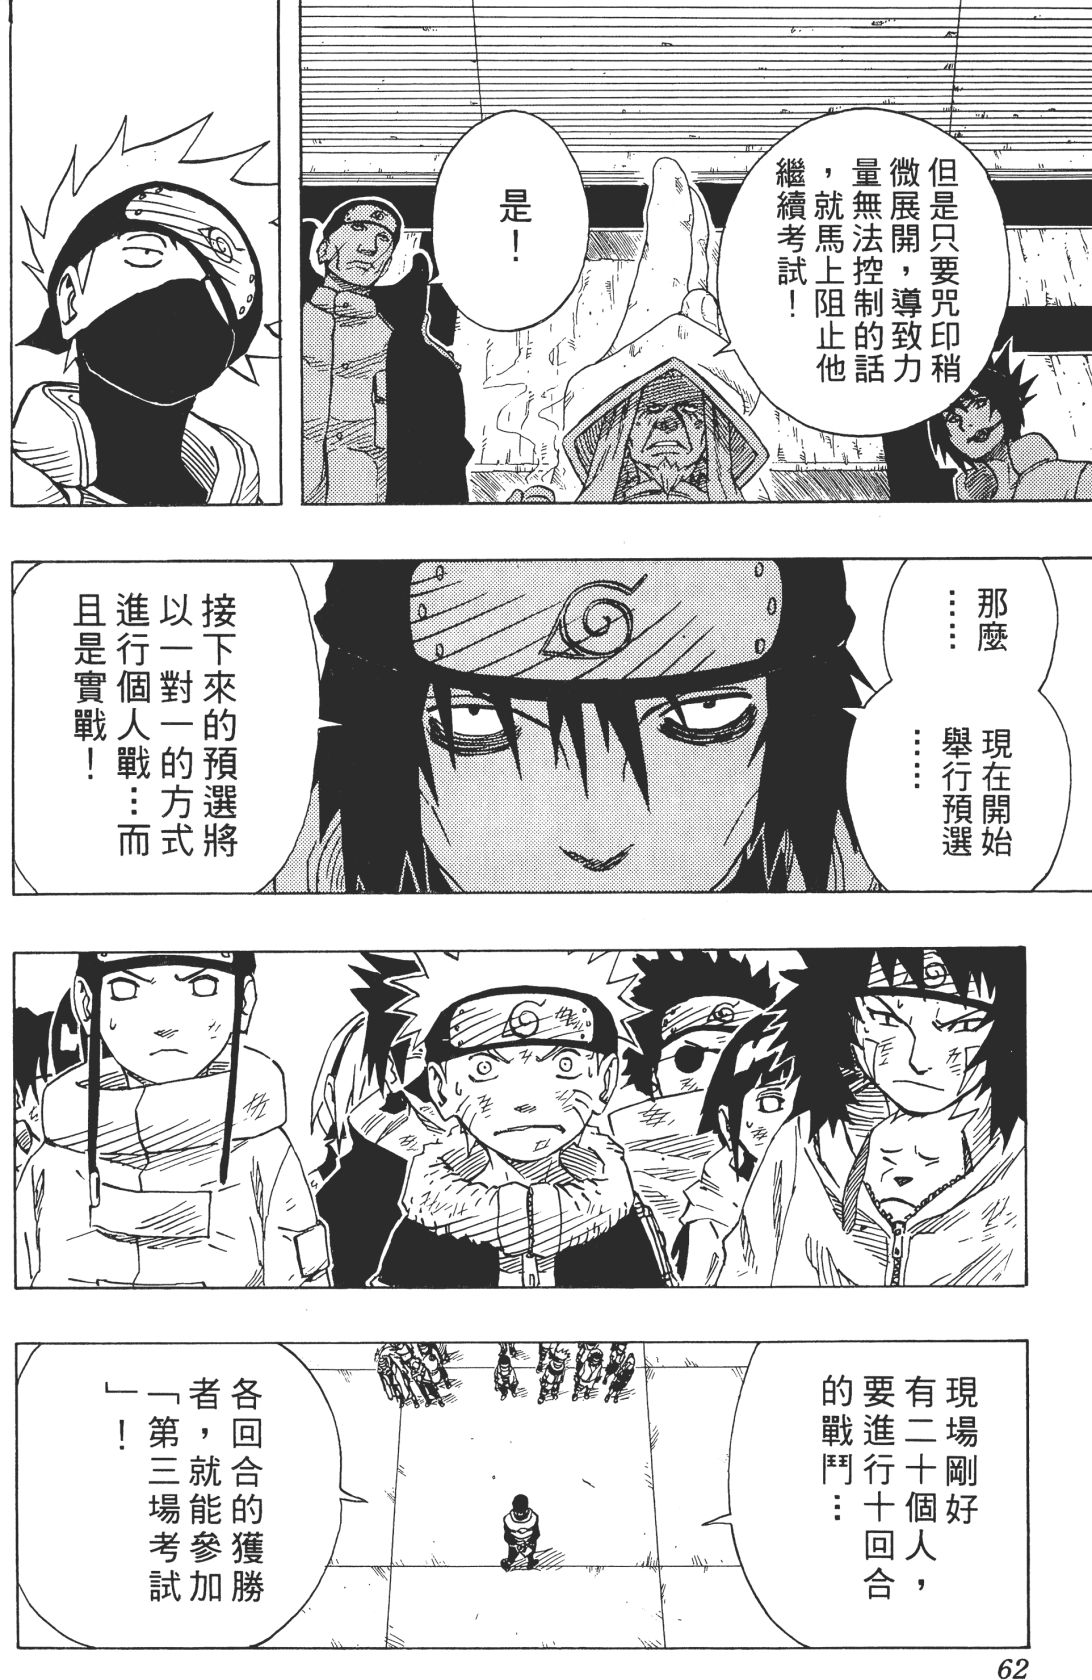 但是只要咒印稍
微展開，導致力
量無法控制的話
，就馬上阻止他
繼續考試！
是！
那麼
……
現在開始
舉行預選
……
接下來的預選將
以一對一的方式
進行個人戰…而
且是實戰！
現場剛好
有二十個人，
要進行十回合
的戰鬥…
各回合的獲勝
者，就能參加
「第三場考試
」！
62